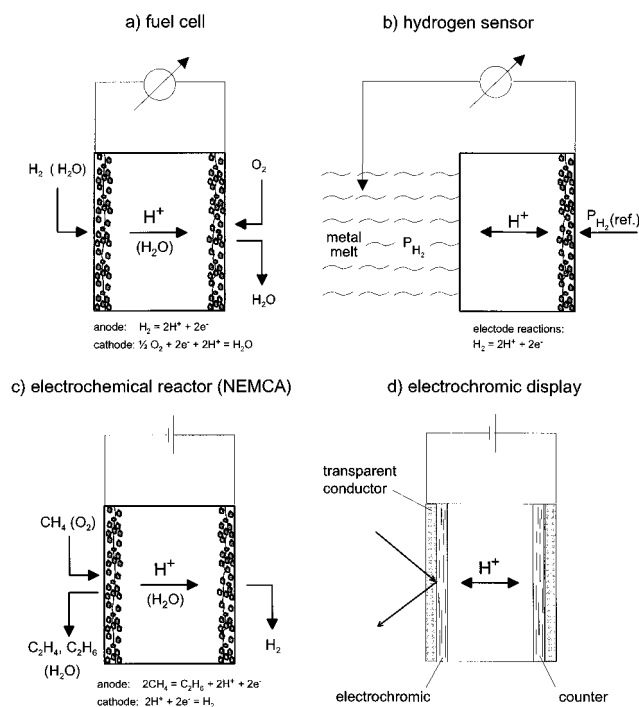 a) fuel cell
H₂ (H₂O)
O₂
H⁺
(H₂O)
H₂O
anode: H₂ = 2H⁺ + 2e⁻
cathode: ½ O₂ + 2e⁻ + 2H⁺ = H₂O
b) hydrogen sensor
metal
melt
P_H₂
H⁺
P_H₂(ref.)
electode reactions:
H₂ = 2H⁺ + 2e⁻
c) electrochemical reactor (NEMCA)
CH₄ (O₂)
H⁺
(H₂O)
C₂H₄, C₂H₆
(H₂O)
H₂
anode: 2CH₄ = C₂H₆ + 2H⁺ + 2e⁻
cathode: 2H⁺ + 2e⁻ = H₂
d) electrochromic display
transparent
conductor
H⁺
electrochromic
counter